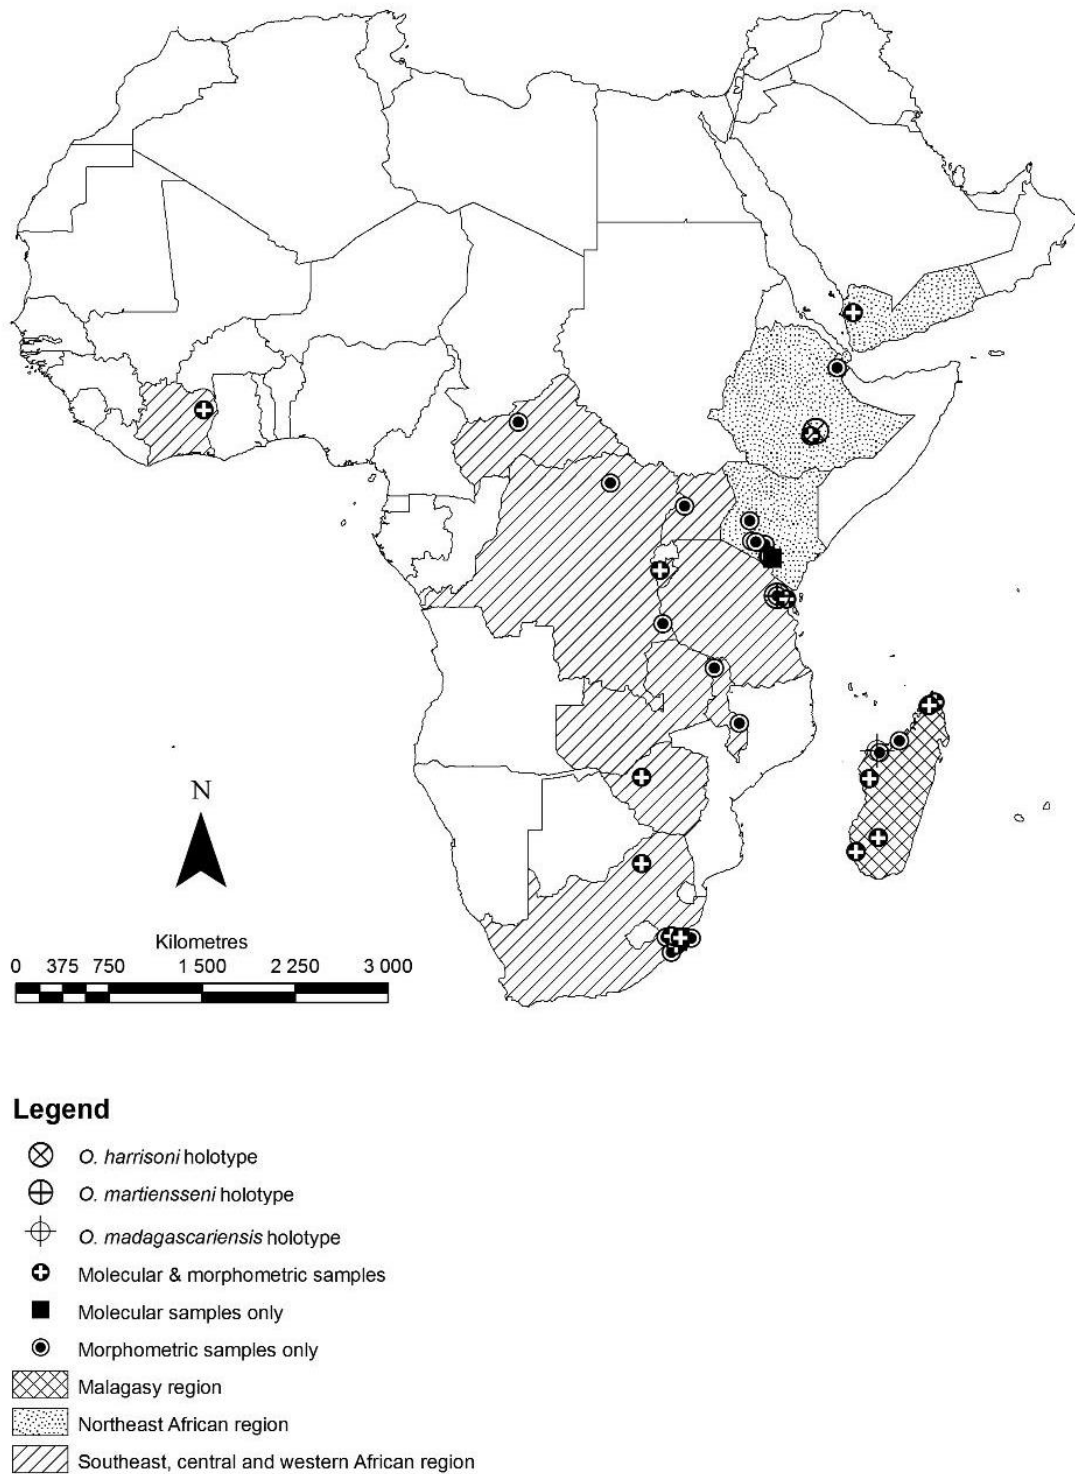 N
Kilometres
0 375 750 1 500 2 250 3 000
Legend
O. harrisoni holotype
O. martiensseni holotype
O. madagascariensis holotype
Molecular & morphometric samples
Molecular samples only
Morphometric samples only
Malagasy region
Northeast African region
Southeast, central and western African region